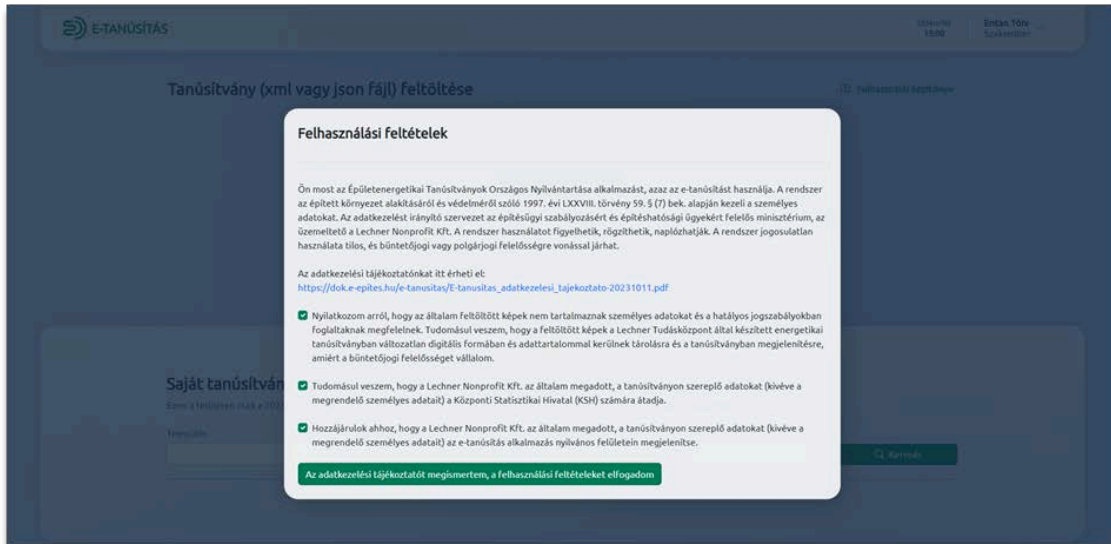 E-TANÚSÍTÁS
15:00
Szakember
Tanúsítvány (xml vagy json fájl) feltöltése
Felhasználói kézikönyv
Felhasználási feltételek
Ön most az Épületenergetikai Tanúsítványok Országos Nyilvántartása alkalmazást, azaz az e-tanúsítást használja. A rendszer
az épített környezet alakításáról és védelméről szóló 1997. évi LXXVIII. törvény 59. § (7) bek. alapján kezeli a személyes
adatokat. Az adatkezelést irányító szervezet az építésügyi szabályozásért és építéshatósági ügyekért felelős minisztérium, az
üzemeltető a Lechner Nonprofit Kft. A rendszer használatot figyelhetik, rögzíthetik, naplózhatják. A rendszer jogosulatlan
használata tilos, és büntetőjogi vagy polgárjogi felelősségre vonással járhat.
Az adatkezelési tájékoztatónkat itt érheti el:
https://dok.e-epites.hu/e-tanusitas/E-tanusitas_adatkezelesi_tajekoztato-20231011.pdf
Nyilatkozom arról, hogy az általam feltöltött képek nem tartalmaznak személyes adatokat és a hatályos jogszabályokban
foglaltaknak megfelelnek. Tudomásul veszem, hogy a feltöltött képek a Lechner Tudásközpont által készített energetikai
tanúsítványban változatlan digitális formában és adattartalommal kerülnek tárolásra és a tanúsítványban megjelenítésre,
amiért a büntetőjogi felelősséget vállalom.
Saját tanúsítván
Tudomásul veszem, hogy a Lechner Nonprofit Kft. az általam megadott, a tanúsítványon szereplő adatokat (kivéve a
megrendelő személyes adatait) a Központi Statisztikai Hivatal (KSH) számára átadja.
Hozzájárulok ahhoz, hogy a Lechner Nonprofit Kft. az általam megadott, a tanúsítványon szereplő adatokat (kivéve a
megrendelő személyes adatait) az e-tanúsítás alkalmazás nyilvános felületein megjelenítse.
Település
Keresés
Az adatkezelési tájékoztatót megismertem, a felhasználási feltételeket elfogadom